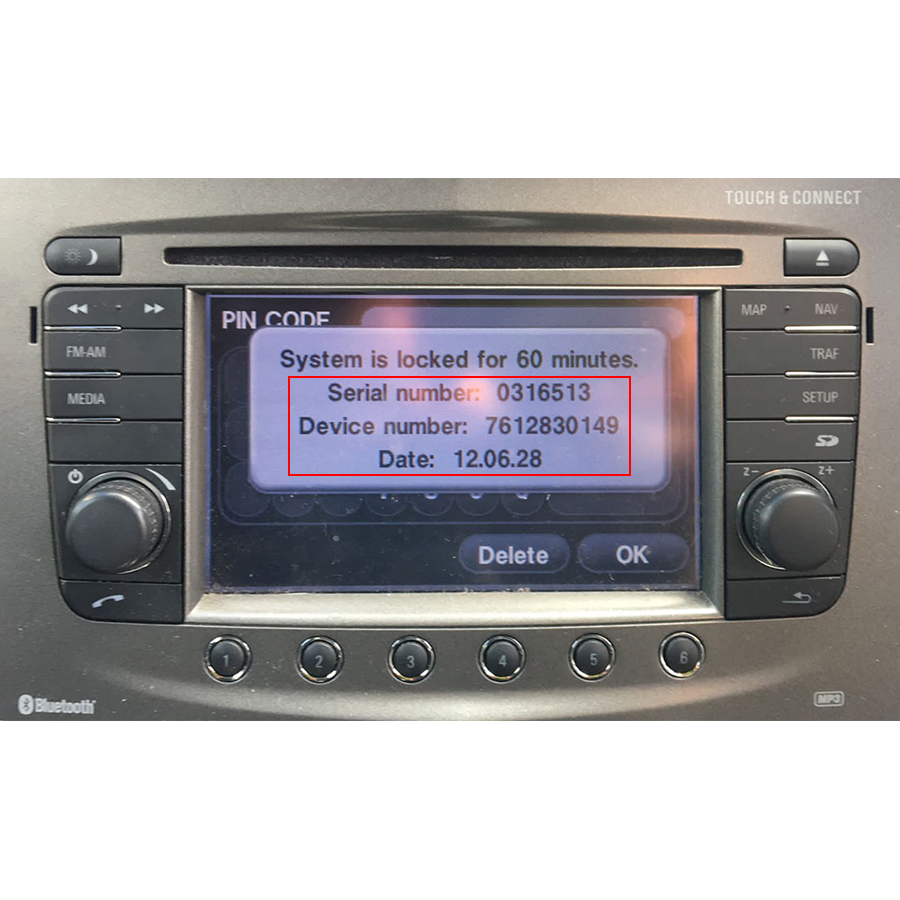 TOUCH & CONNECT
MAP NAV
FM-AM
TRAF
MEDIA
SETUP
PIN CODE
System is locked for 60 minutes.
Serial number: 0316513
Device number: 7612830149
Date: 12.06.28
Z- Z+
Delete OK
1 2 3 4 5 6
Bluetooth
MP3